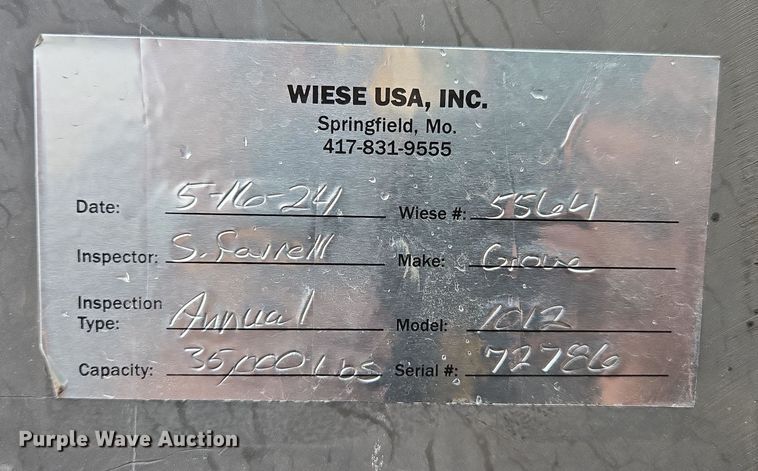 WIESE USA, INC.
Springfield, Mo.
417-831-9555
Date: 5-16-24 Wiese #: 55641
Inspector: S. Farrell Make: Grove
Inspection Type: Annual Model: 1012
Capacity: 35,000 Lbs Serial #: 72786
Purple Wave Auction